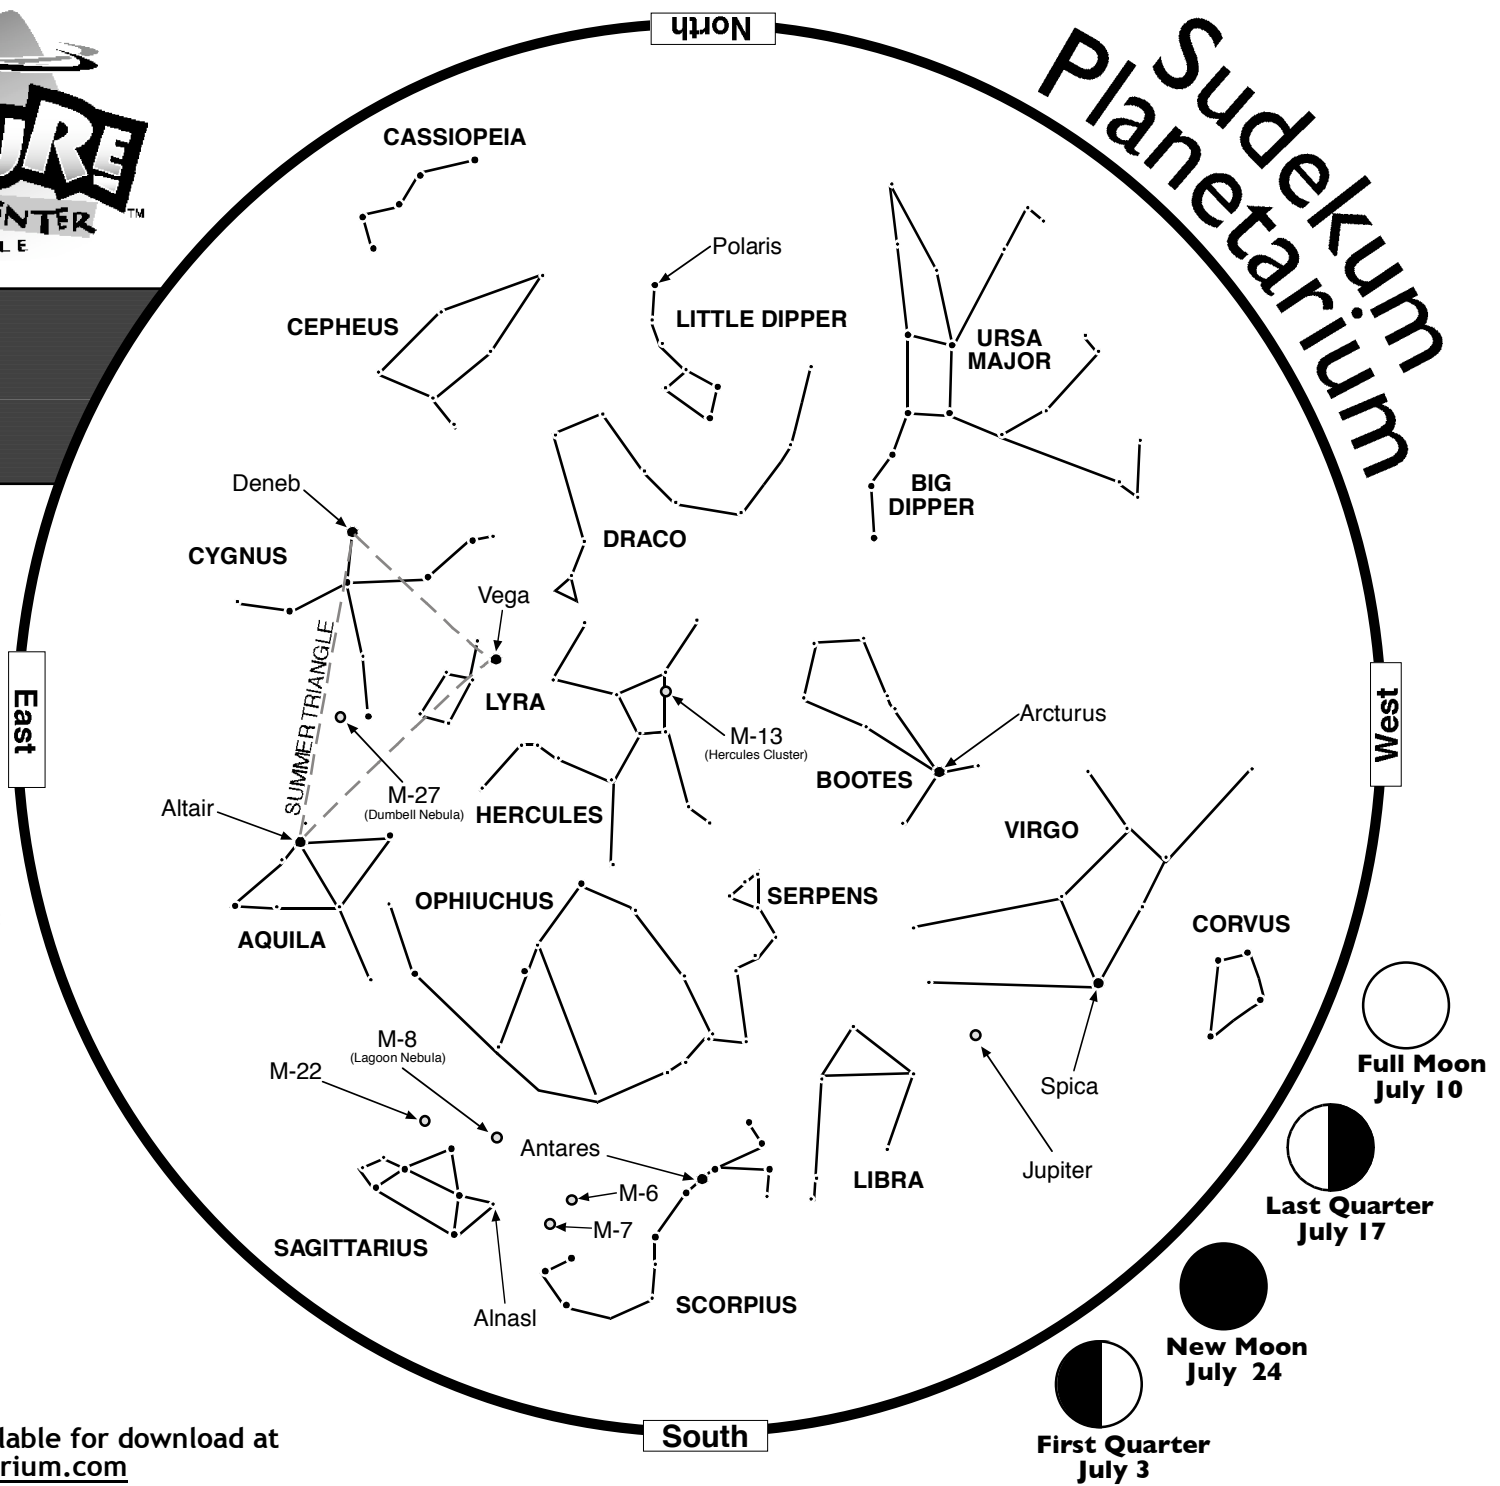 North
Sudekum
Planetarium
URE
NTER
TM
L E
CASSIOPEIA
Polaris
CEPHEUS
LITTLE DIPPER
URSA
MAJOR
Deneb
BIG
DIPPER
DRACO
CYGNUS
Vega
SUMMER TRIANGLE
LYRA
East
West
M-13
(Hercules Cluster)
Arcturus
BOOTES
M-27
(Dumbell Nebula)
HERCULES
Altair
VIRGO
OPHIUCHUS
SERPENS
AQUILA
CORVUS
M-8
(Lagoon Nebula)
M-22
Spica
Full Moon
July 10
Antares
LIBRA
Jupiter
M-6
M-7
Last Quarter
July 17
SAGITTARIUS
Alnasl
SCORPIUS
New Moon
July 24
South
First Quarter
July 3
lable for download at
rium.com